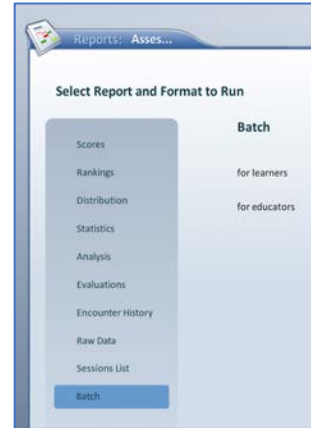 Reports: Asses...
Select Report and Format to Run
Scores
Rankings
Distribution
Statistics
Analysis
Evaluations
Encounter History
Raw Data
Sessions List
Batch
Batch
for learners
for educators